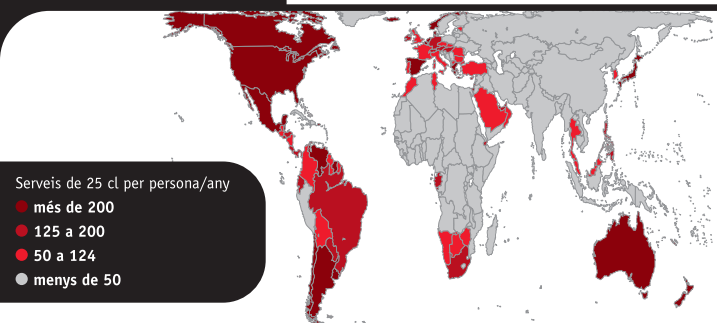 Serveis de 25 cl per persona/any
més de 200
125 a 200
50 a 124
menys de 50